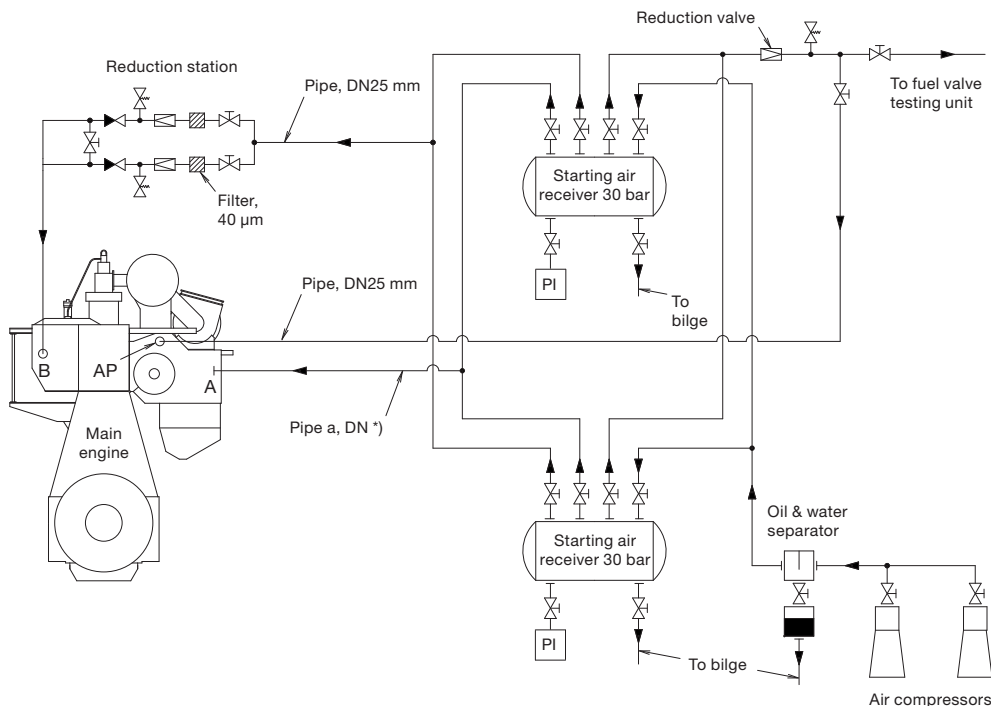 Reduction valve
Reduction station
Pipe, DN25 mm
To fuel valve
testing unit
Starting air
receiver 30 bar
Filter,
40 µm
PI
Pipe, DN25 mm
To
bilge
B
AP
A
Pipe a, DN *)
Main
engine
Oil & water
separator
Starting air
receiver 30 bar
PI
To bilge
Air compressors